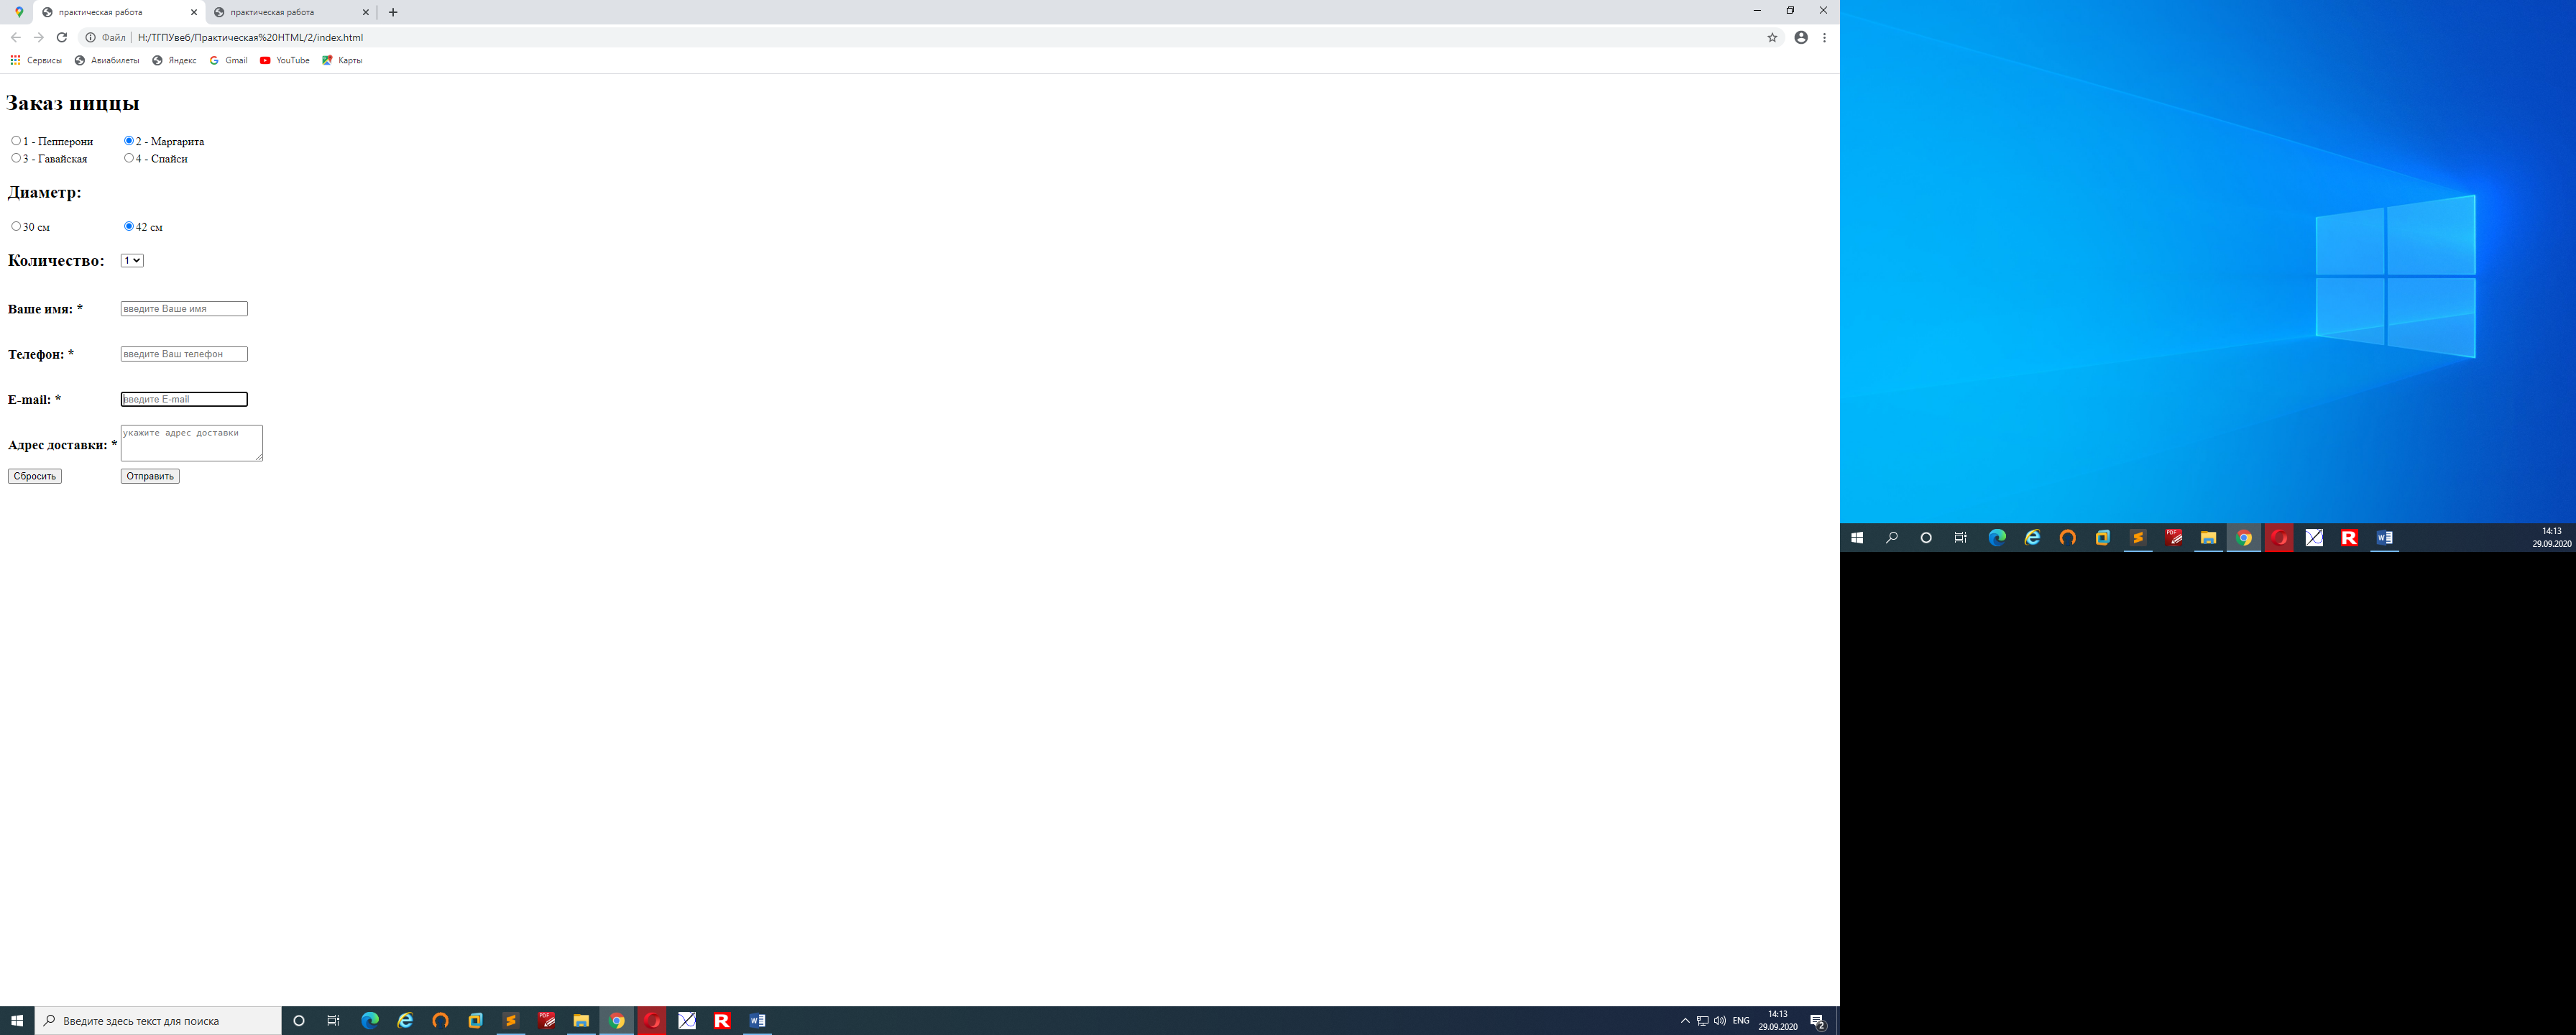 практическая работа
практическая работа
Файл H:/ТГПУвеб/Практическая%20HTML/2/index.html
Сервисы Авиабилеты Яндекс Gmail YouTube Карты
Заказ пиццы
1 - Пепперони 2 - Маргарита
3 - Гавайская 4 - Спайси
Диаметр:
30 см 42 см
Количество: 1
Ваше имя: * введите Ваше имя
Телефон: * введите Ваш телефон
E-mail: * введите E-mail
Адрес доставки: * укажите адрес доставки
Сбросить Отправить
Введите здесь текст для поиска
PDF
W
ENG
14:13
29.09.2020
2
PDF
W
14:13
29.09.2020